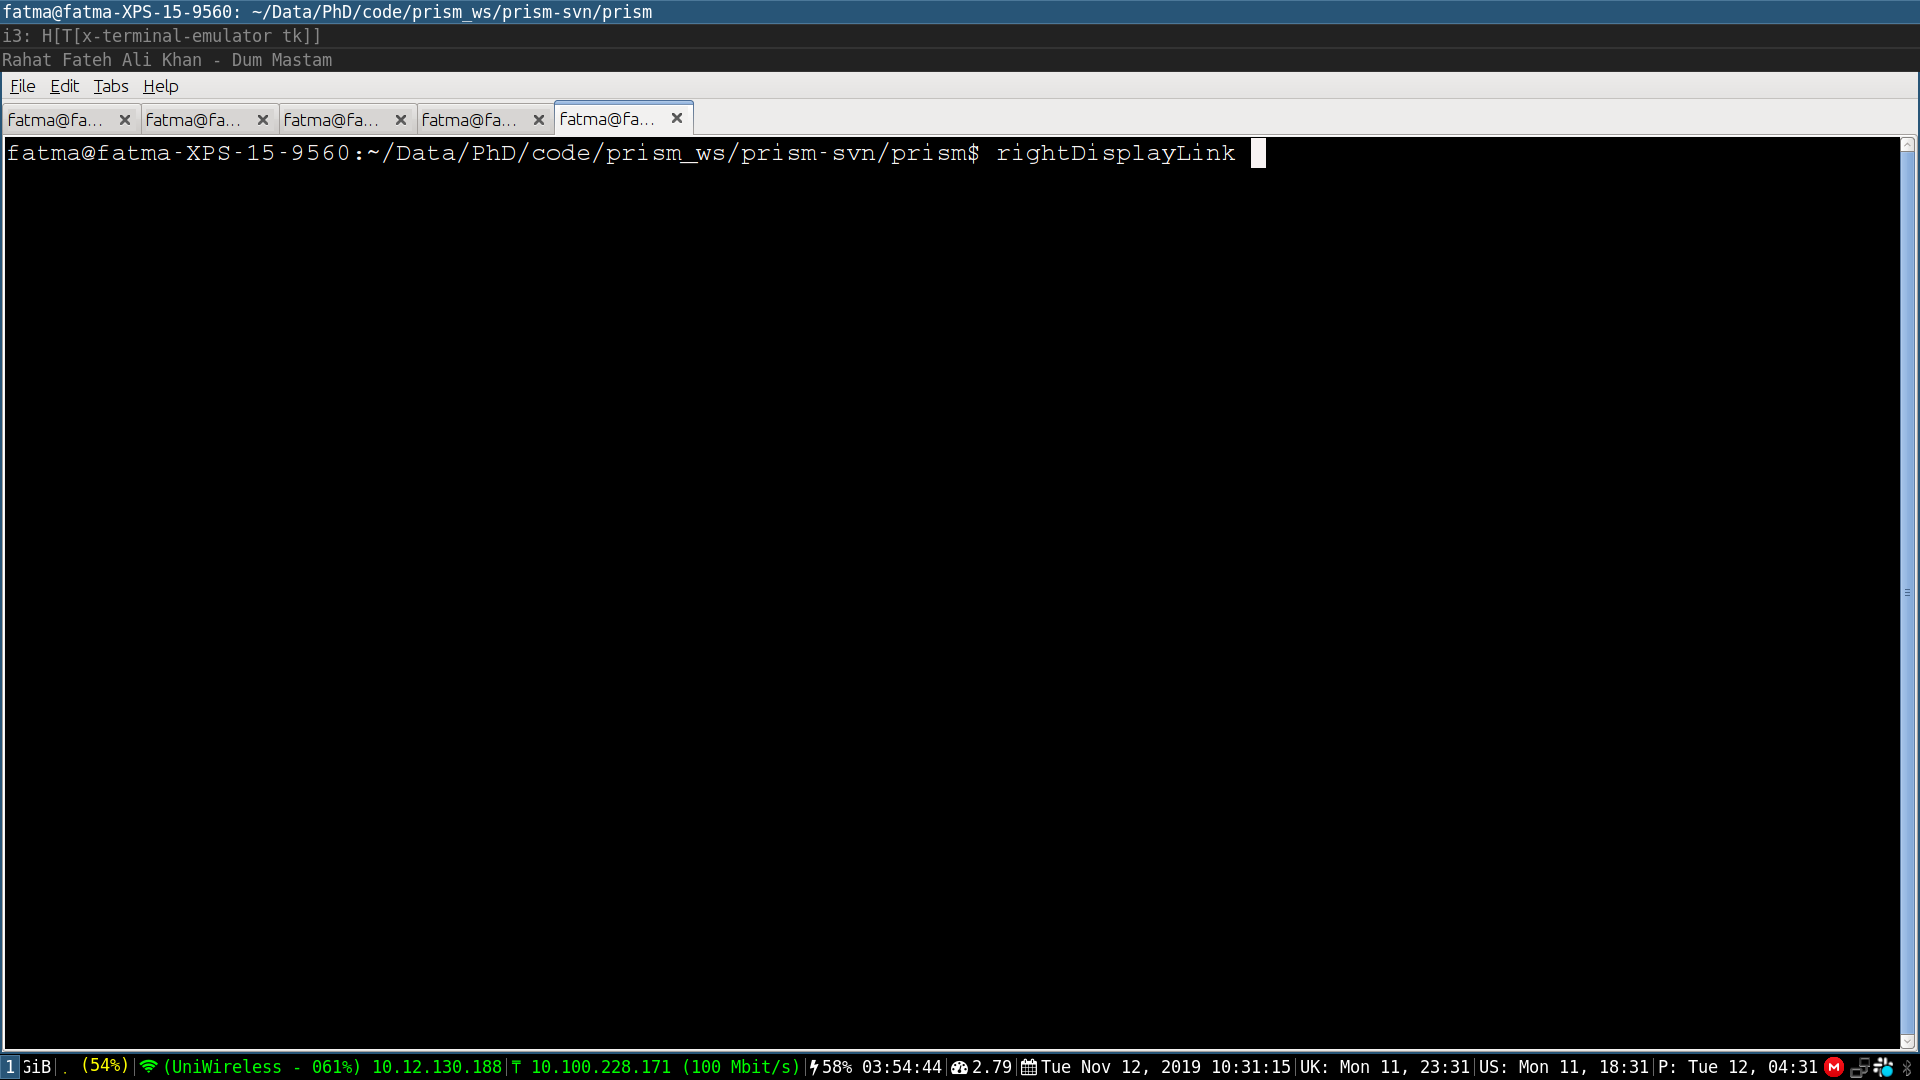 fatma@fatma-XPS-15-9560: ~/Data/PhD/code/prism_ws/prism-svn/prism
i3: H[T[x-terminal-emulator tk]]
Rahat Fateh Ali Khan - Dum Mastam
File Edit Tabs Help
fatma@fa... fatma@fa... fatma@fa... fatma@fa... fatma@fa...
fatma@fatma-XPS-15-9560:~/Data/PhD/code/prism_ws/prism-svn/prism$ rightDisplayLink
1 GiB . (54%) (UniWireless - 061%) 10.12.130.188 10.100.228.171 (100 Mbit/s) 58% 03:54:44 2.79 Tue Nov 12, 2019 10:31:15 UK: Mon 11, 23:31 US: Mon 11, 18:31 P: Tue 12, 04:31 M